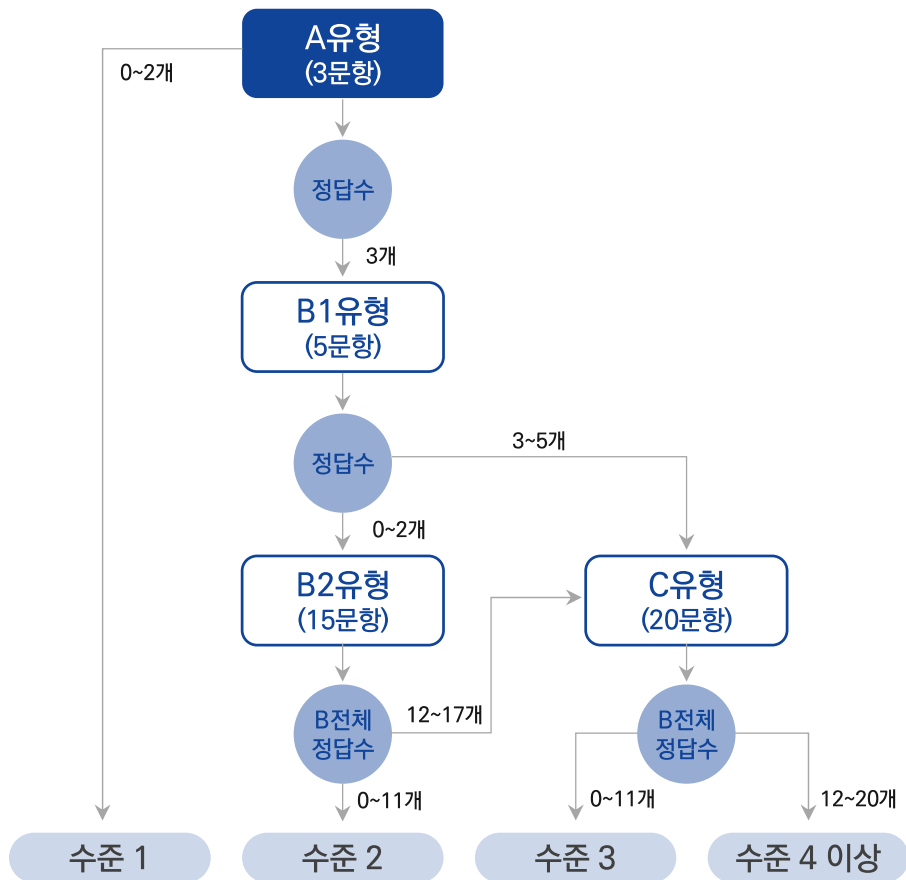 A유형
(3문항)
0~2개
정답수
3개
B1유형
(5문항)
정답수
3~5개
0~2개
B2유형
(15문항)
C유형
(20문항)
B전체
정답수
12~17개
B전체
정답수
0~11개
0~11개
12~20개
수준 1
수준 2
수준 3
수준 4 이상